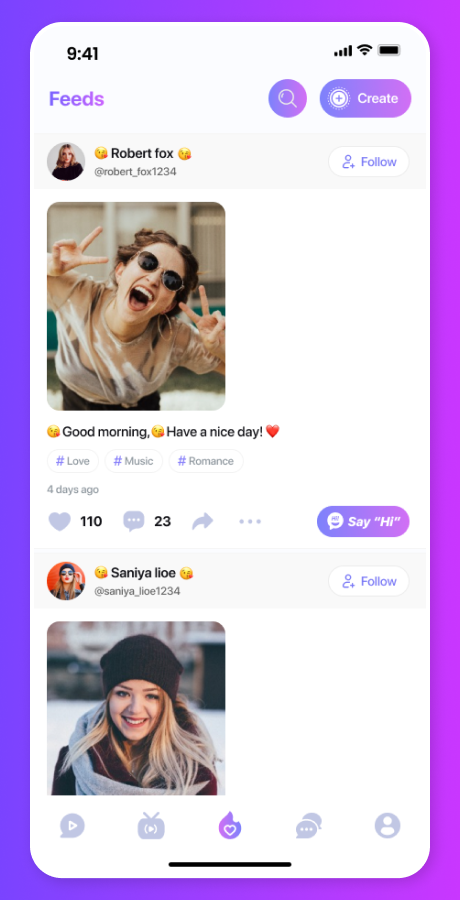 9:41
Feeds
Create
😘 Robert fox 😘
@robert_fox1234
Follow
😘Good morning,😘Have a nice day! ❤️
# Love # Music # Romance
4 days ago
110 23
Hi! Say “Hi”
😘 Saniya lioe 😘
@saniya_lioe1234
Follow